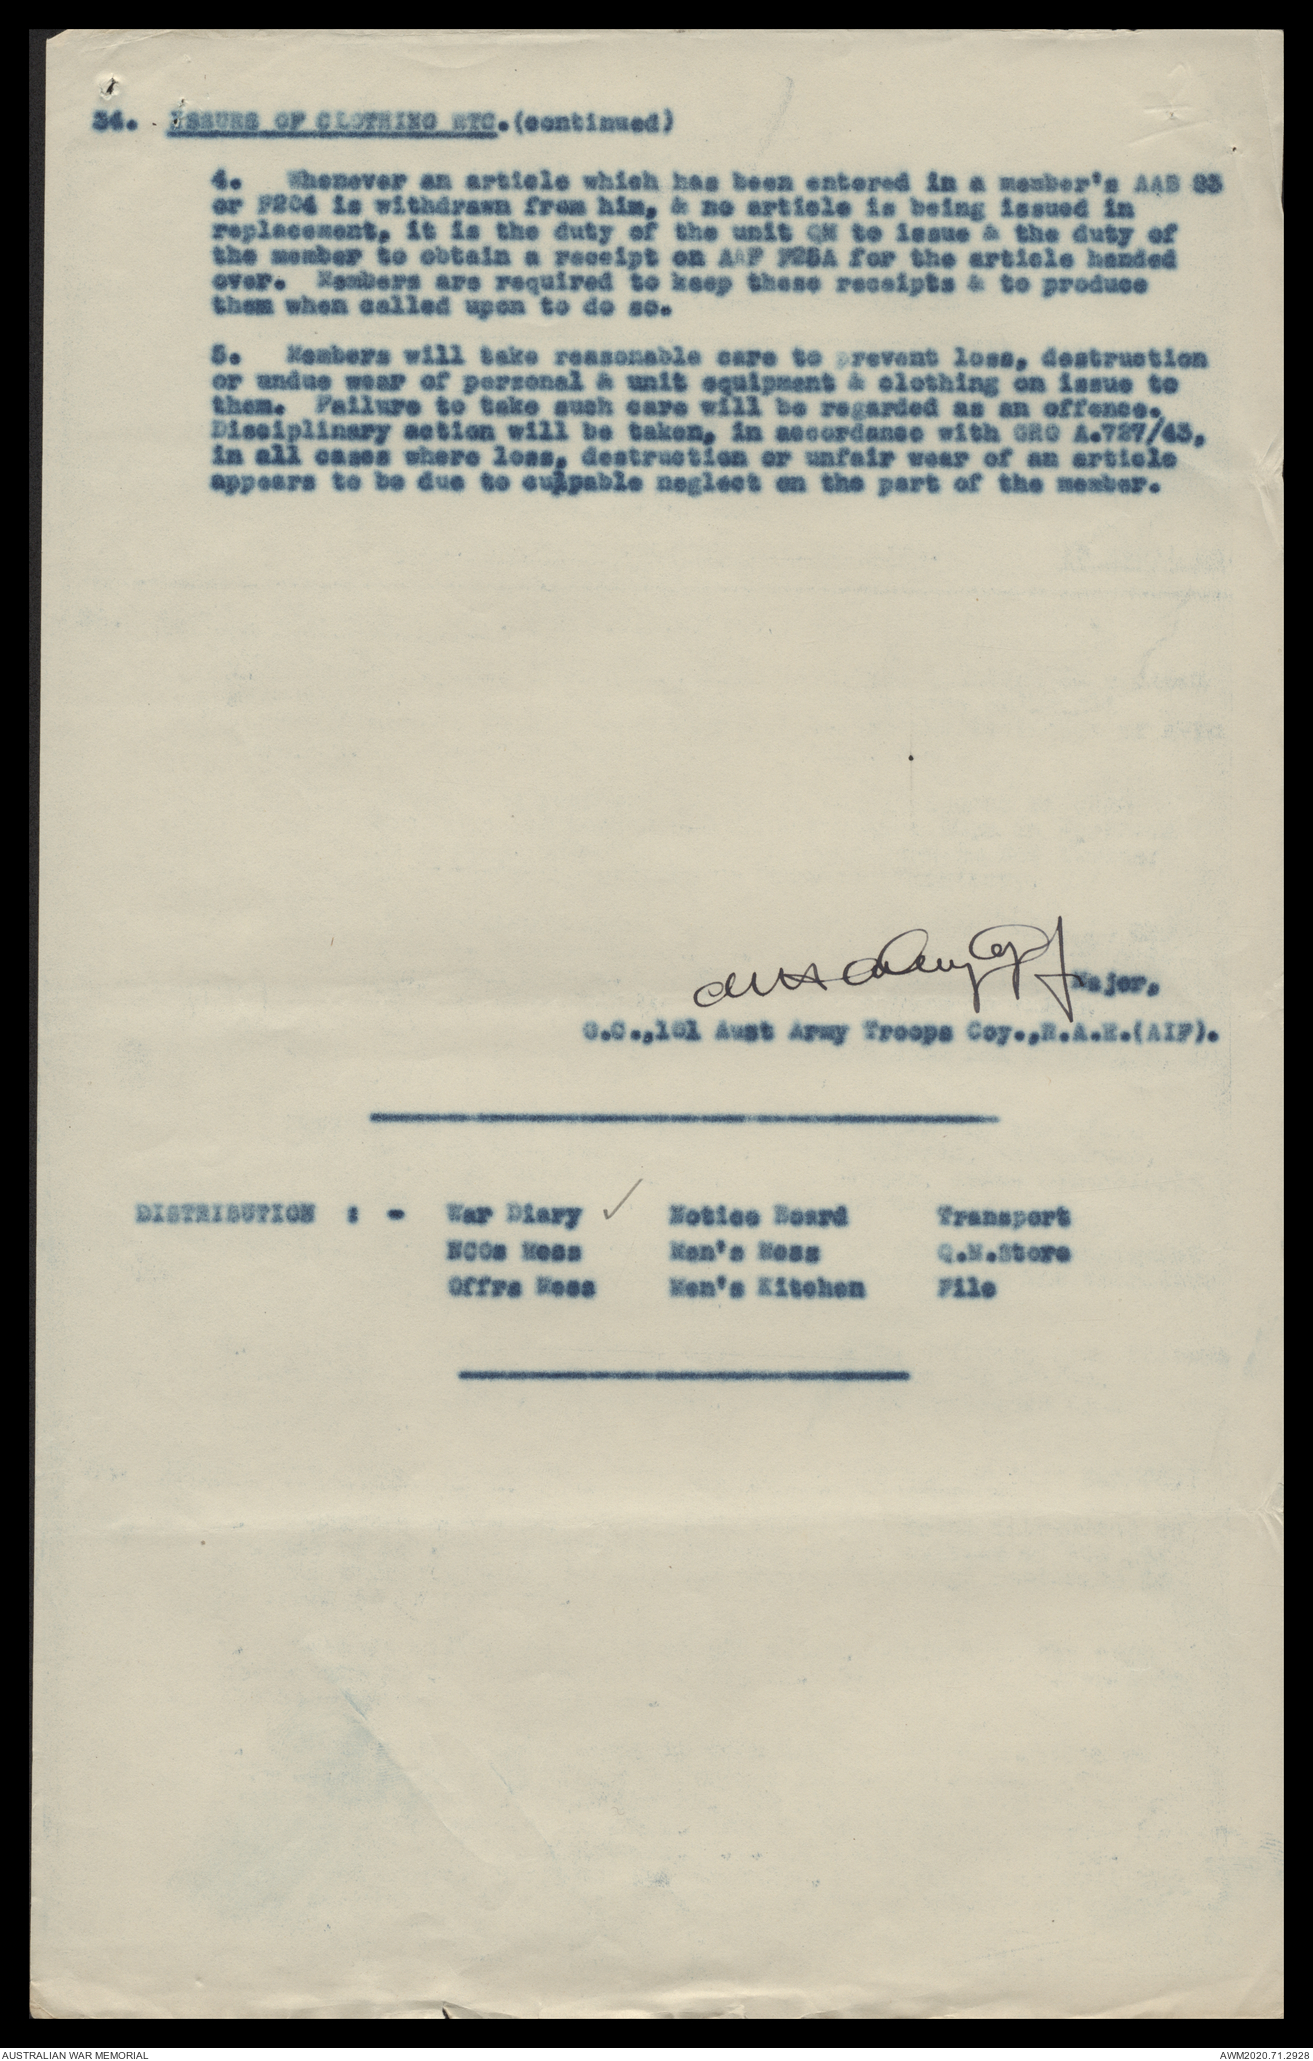 34. ISSUES OF CLOTHING ETC.(continued)
4. Whenever an article which has been entered in a member's AAB 83
or F204 is withdrawn from him, & no article is being issued in
replacement, it is the duty of the unit QM to issue & the duty of
the member to obtain a receipt on AAF F28A for the article handed
over. Members are required to keep these receipts & to produce
them when called upon to do so.
5. Members will take reasonable care to prevent loss, destruction
or undue wear of personal & unit equipment & clothing on issue to
them. Failure to take such care will be regarded as an offence.
Disciplinary action will be taken, in accordance with GRO A.727/43,
in all cases where loss, destruction or unfair wear of an article
appears to be due to culpable neglect on the part of the member.
Major,
O.C.,101 Aust Army Troops Coy.,R.A.E.(AIF).
DISTRIBUTION : - War Diary ✓ Notice Board Transport
NCOs Mess Men's Mess Q.M.Store
Offrs Mess Men's Kitchen File
AUSTRALIAN WAR MEMORIAL AWM2020.71.2928